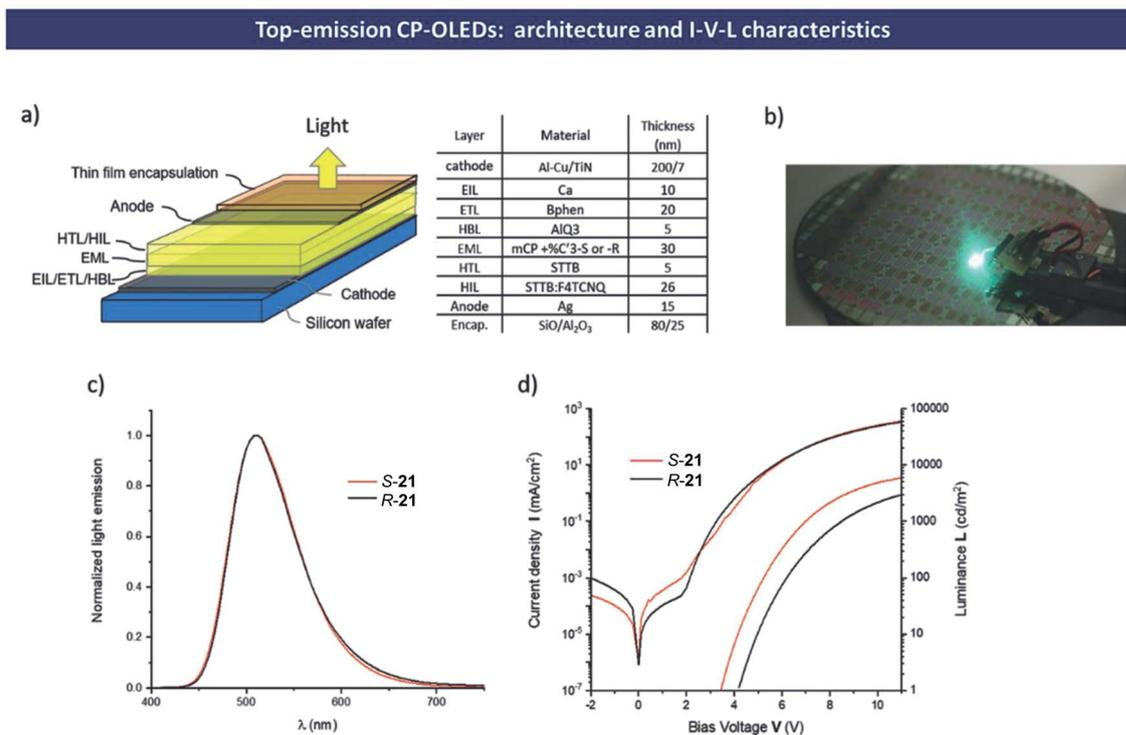 Top-emission CP-OLEDs: architecture and I-V-L characteristics
a)
Light
Thin film encapsulation
Anode
HTL/HIL
EML
EIL/ETL/HBL
Cathode
Silicon wafer
Layer Material Thickness (nm)
cathode Al-Cu/TiN 200/7
EIL Ca 10
ETL Bphen 20
HBL AlQ3 5
EML mCP +%C'3-S or -R 30
HTL STTB 5
HIL STTB:F4TCNQ 26
Anode Ag 15
Encap. SiO/Al₂O₃ 80/25
b)
c)
Normalized light emission
1.0
0.8
0.6
0.4
0.2
0.0
400 500 600 700
λ (nm)
S-21
R-21
d)
Current density I (mA/cm²)
10³
10¹
10⁻¹
10⁻³
10⁻⁵
10⁻⁷
S-21
R-21
-2 0 2 4 6 8 10
Bias Voltage V (V)
100000
10000
1000
100
10
1
Luminance L (cd/m²)